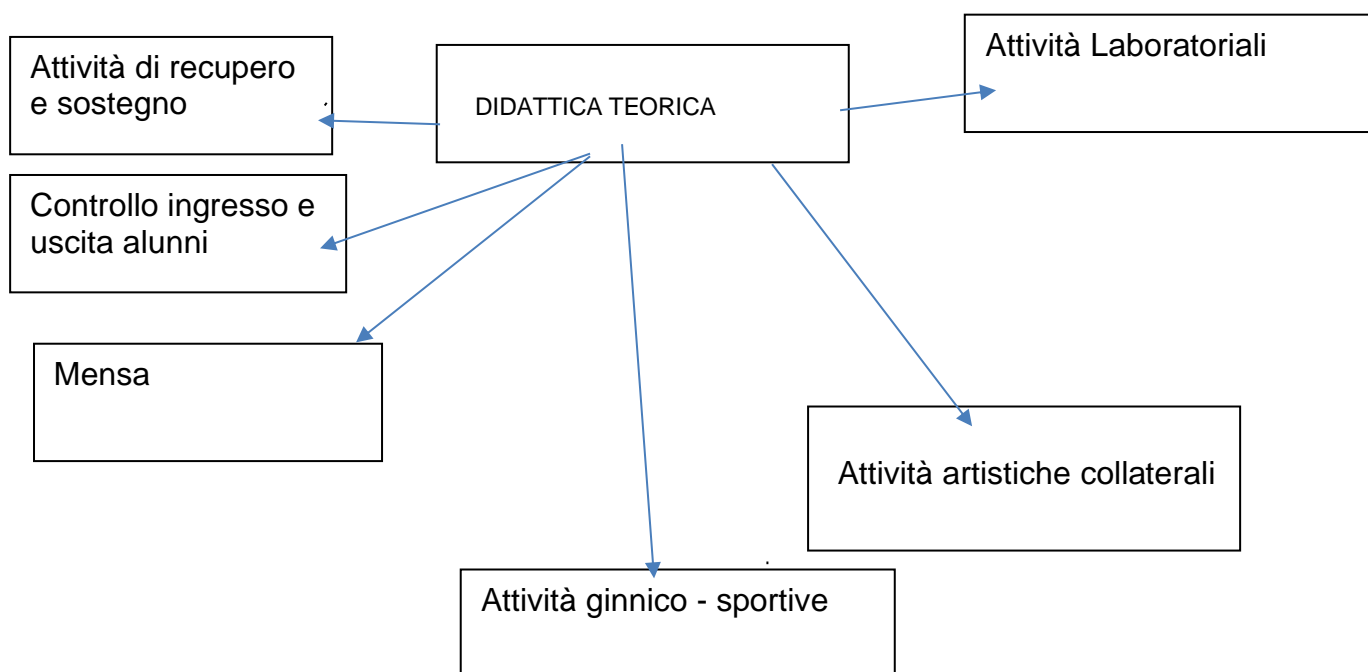 Attività di recupero
e sostegno
DIDATTICA TEORICA
Attività Laboratoriali
Controllo ingresso e
uscita alunni
Mensa
Attività artistiche collaterali
Attività ginnico - sportive